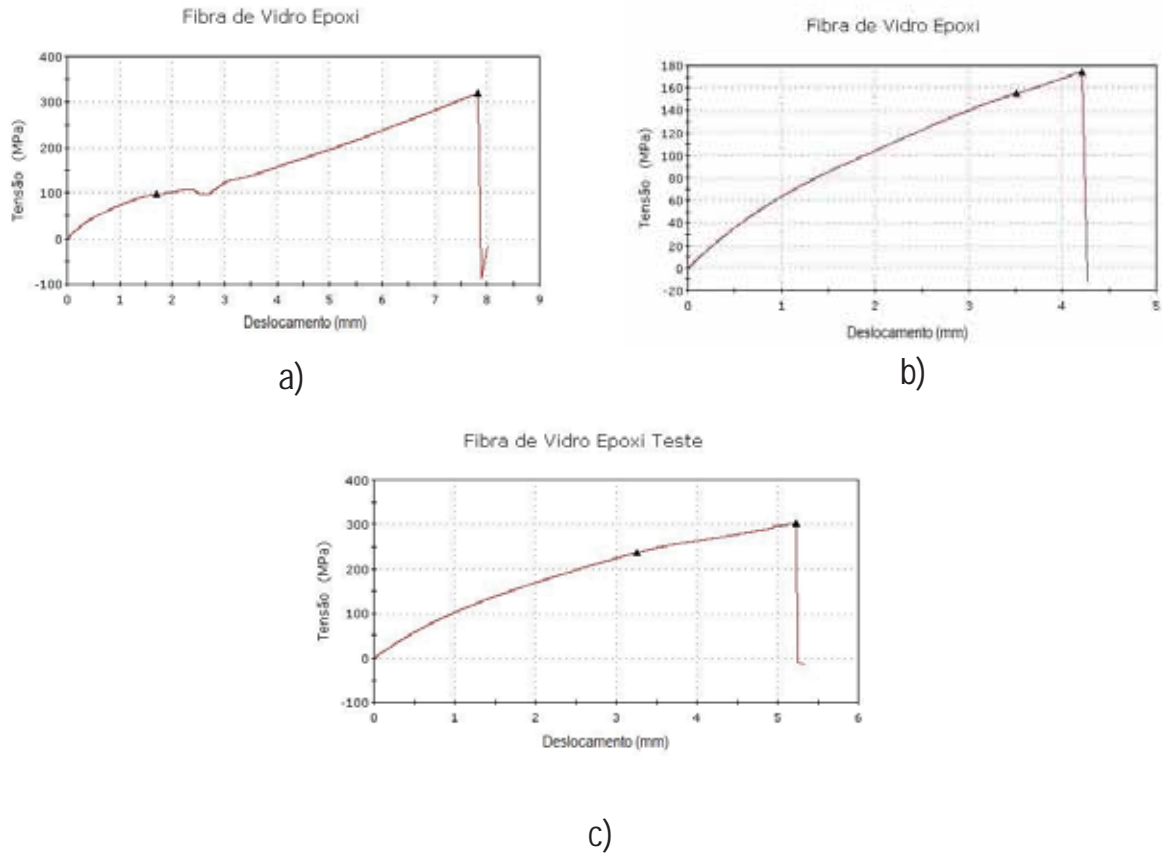 Fibra de Vidro Epoxi
400
300
200
100
0
-100
Tensão (MPa)
0 1 2 3 4 5 6 7 8 9
Deslocamento (mm)
a)
Fibra de Vidro Epoxi
180
160
140
120
100
80
60
40
20
0
-20
Tensão (MPa)
0 1 2 3 4 5
Deslocamento (mm)
b)
Fibra de Vidro Epoxi Teste
400
300
200
100
0
-100
Tensão (MPa)
0 1 2 3 4 5 6
Deslocamento (mm)
c)